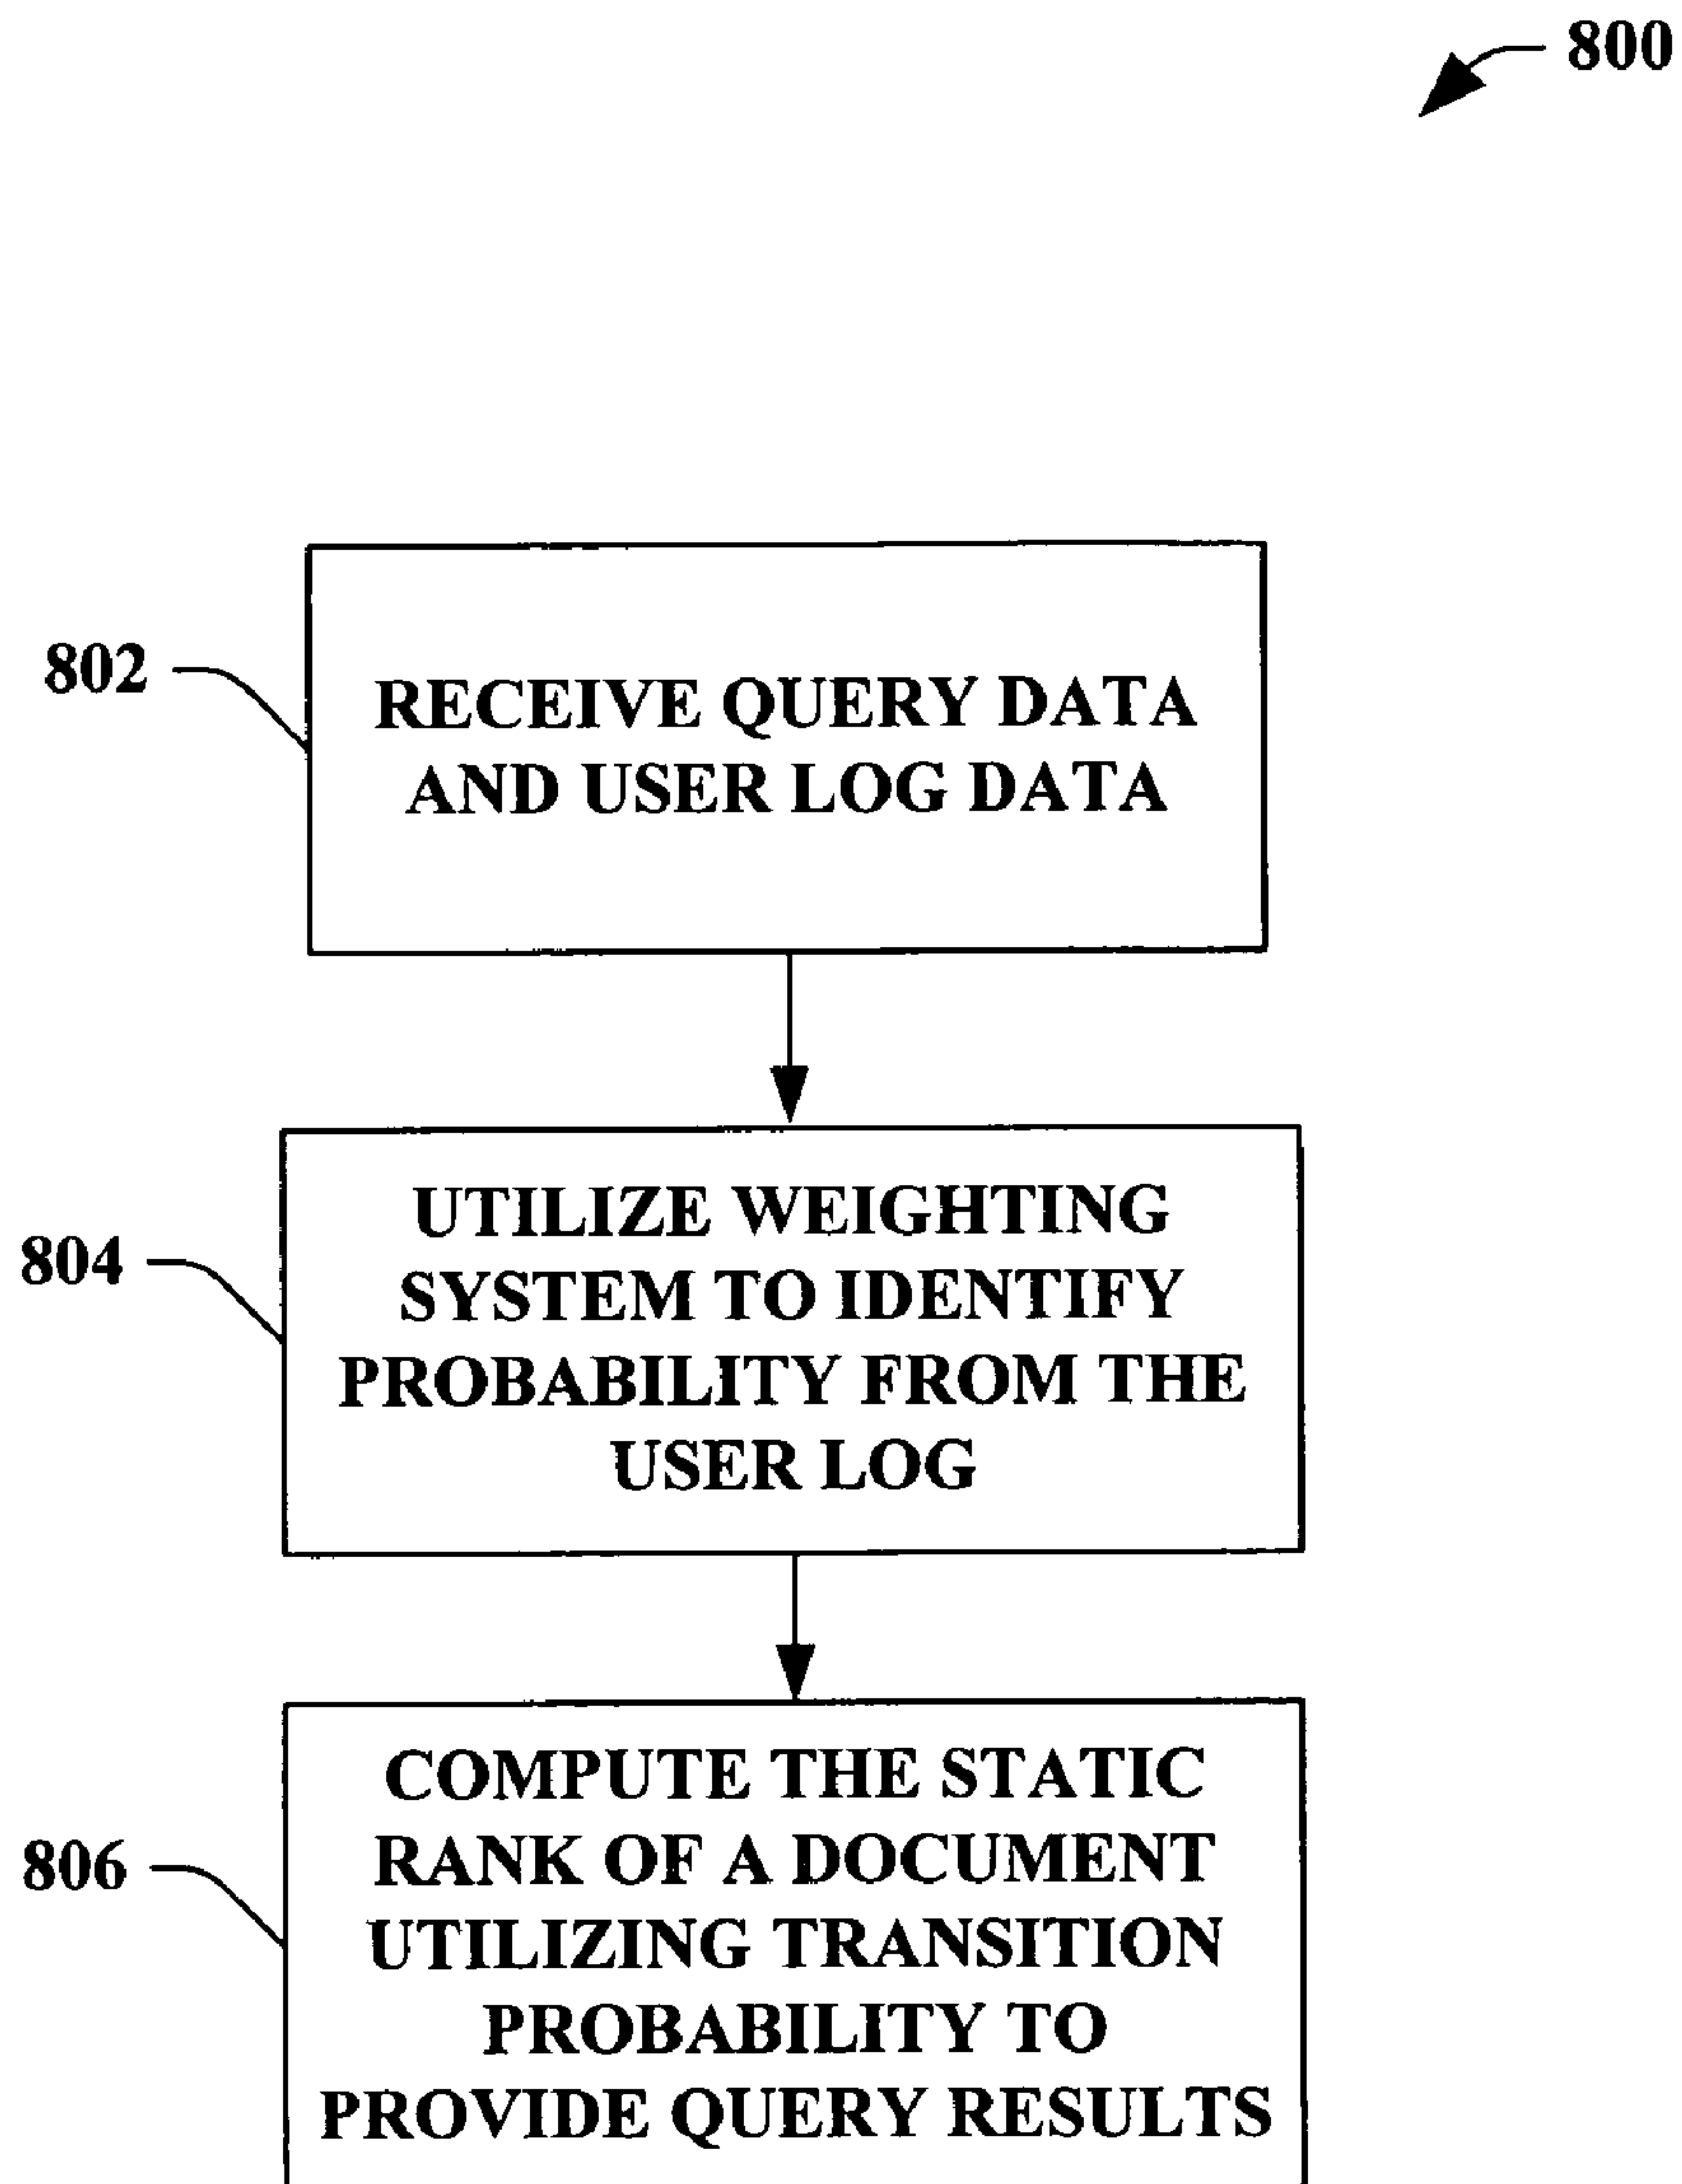 800
802
RECEIVE QUERY DATA
AND USER LOG DATA
804
UTILIZE WEIGHTING
SYSTEM TO IDENTIFY
PROBABILITY FROM THE
USER LOG
806
COMPUTE THE STATIC
RANK OF A DOCUMENT
UTILIZING TRANSITION
PROBABILITY TO
PROVIDE QUERY RESULTS